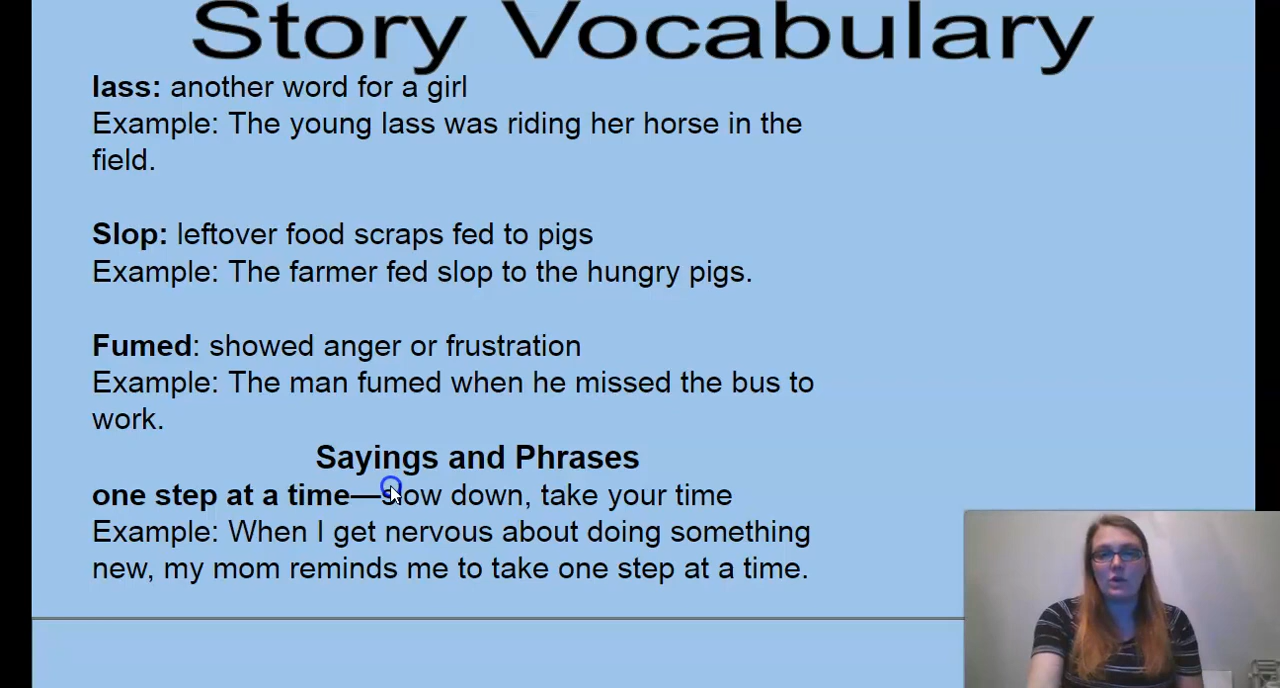 Story Vocabulary
lass: another word for a girl
Example: The young lass was riding her horse in the
field.
Slop: leftover food scraps fed to pigs
Example: The farmer fed slop to the hungry pigs.
Fumed: showed anger or frustration
Example: The man fumed when he missed the bus to
work.
Sayings and Phrases
one step at a time—slow down, take your time
Example: When I get nervous about doing something
new, my mom reminds me to take one step at a time.